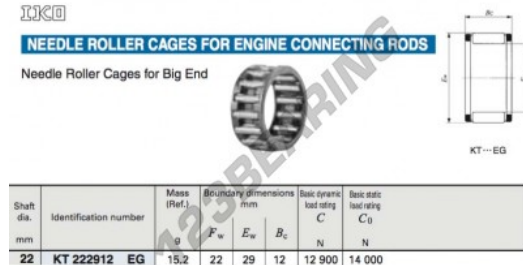 IKO
Bc
NEEDLE ROLLER CAGES FOR ENGINE CONNECTING RODS
Needle Roller Cages for Big End
Ew
KT···EG
123BEARING
Shaft dia. mm
Identification number
Mass (Ref.) g
Boundary dimensions mm
Fw Ew Bc
Basic dynamic load rating C N
Basic static load rating C0 N
22 KT 222912 EG 15.2 22 29 12 12 900 14 000